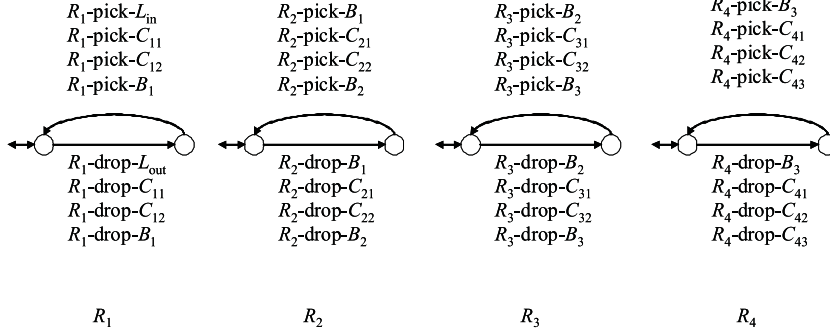 R₁-pick-L_in
R₁-pick-C₁₁
R₁-pick-C₁₂
R₁-pick-B₁
R₁-drop-L_out
R₁-drop-C₁₁
R₁-drop-C₁₂
R₁-drop-B₁
R₁
R₂-pick-B₁
R₂-pick-C₂₁
R₂-pick-C₂₂
R₂-pick-B₂
R₂-drop-B₁
R₂-drop-C₂₁
R₂-drop-C₂₂
R₂-drop-B₂
R₂
R₃-pick-B₂
R₃-pick-C₃₁
R₃-pick-C₃₂
R₃-pick-B₃
R₃-drop-B₂
R₃-drop-C₃₁
R₃-drop-C₃₂
R₃-drop-B₃
R₃
R₄-pick-B₃
R₄-pick-C₄₁
R₄-pick-C₄₂
R₄-pick-C₄₃
R₄-drop-B₃
R₄-drop-C₄₁
R₄-drop-C₄₂
R₄-drop-C₄₃
R₄